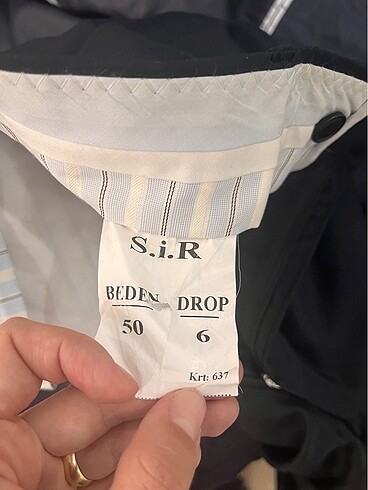 S.i.R
BEDEN DROP
50 6
Krt: 637